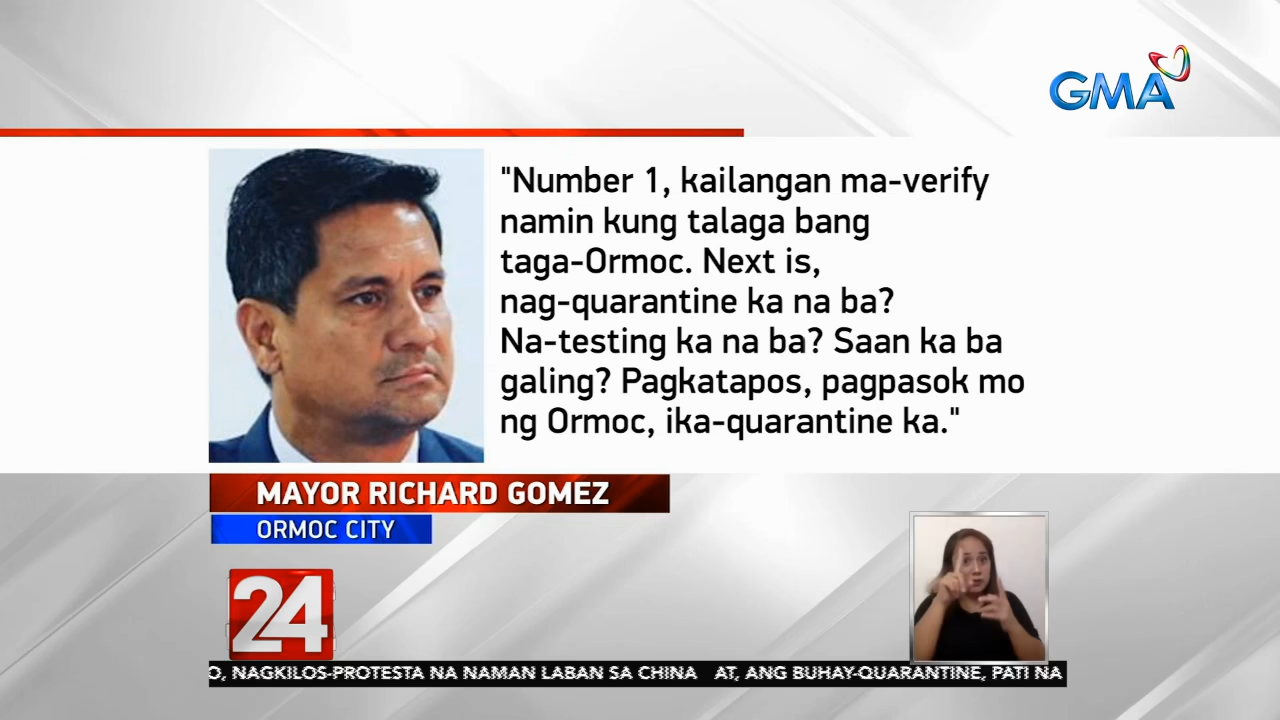 GMA
"Number 1, kailangan ma-verify
namin kung talaga bang
taga-Ormoc. Next is,
nag-quarantine ka na ba?
Na-testing ka na ba? Saan ka ba
galing? Pagkatapos, pagpasok mo
ng Ormoc, ika-quarantine ka."
MAYOR RICHARD GOMEZ
ORMOC CITY
24
O, NAGKILOS-PROTESTA NA NAMAN LABAN SA CHINA AT, ANG BUHAY-QUARANTINE, PATI NA